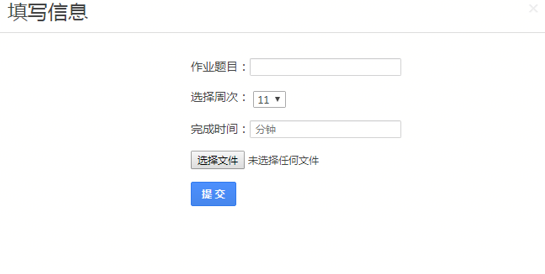 填写信息
作业题目：
选择周次： 11
完成时间： 分钟
选择文件 未选择任何文件
提 交